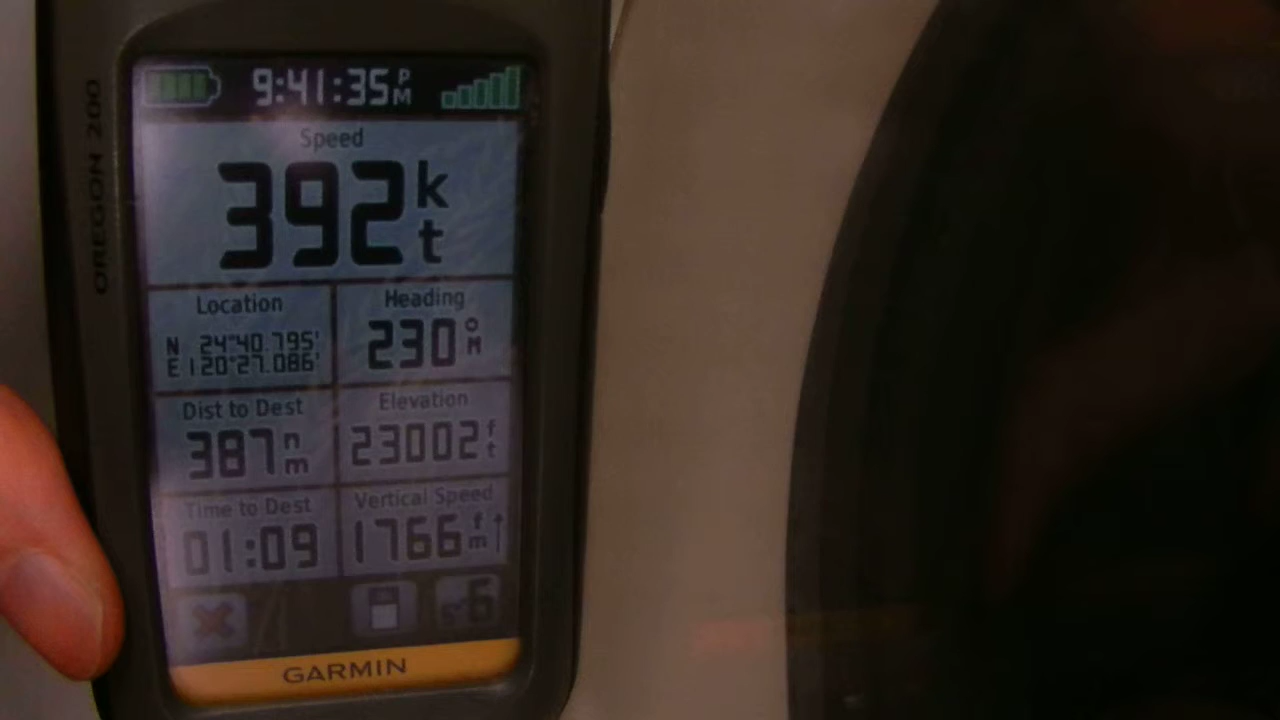 OREGON 200
9:41:35 PM
Speed
392 kt
Location
N 24°40.795'
E 120°27.086'
Heading
230°M
Dist to Dest
387 nm
Elevation
23002 ft
Time to Dest
01:09
Vertical Speed
1766 fm↑
GARMIN